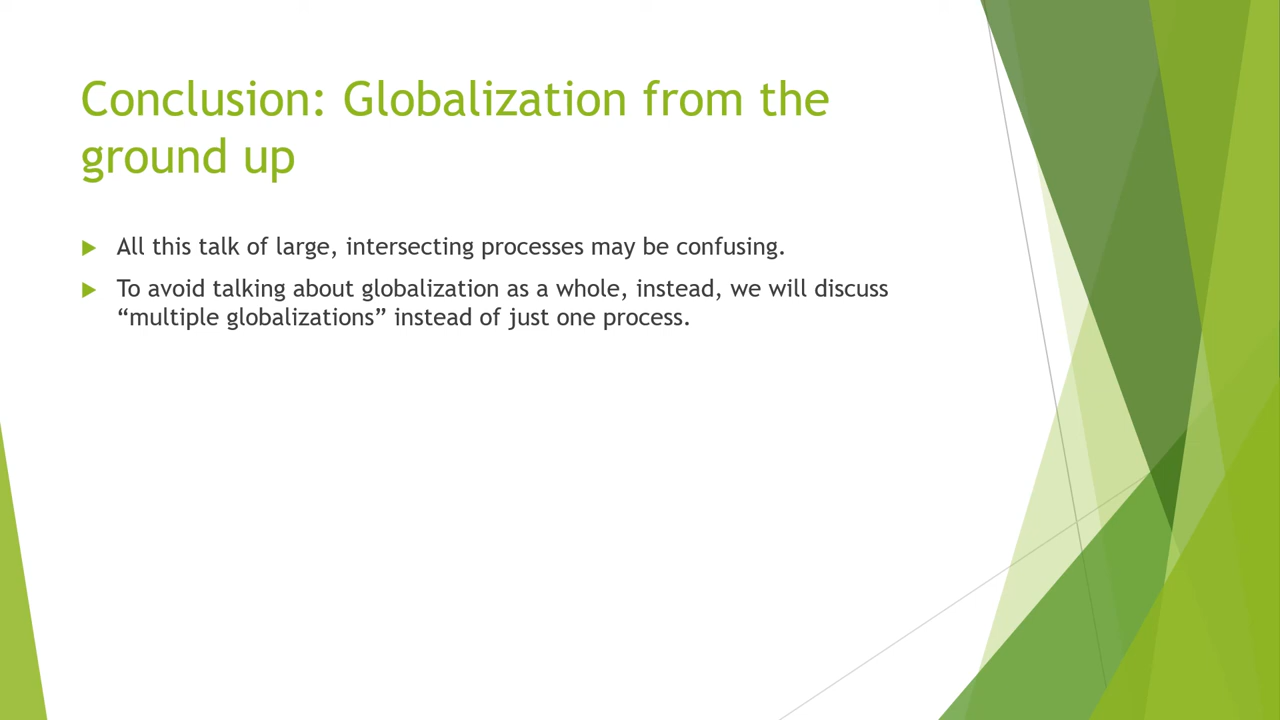 Conclusion: Globalization from the
ground up
All this talk of large, intersecting processes may be confusing.
To avoid talking about globalization as a whole, instead, we will discuss
“multiple globalizations” instead of just one process.